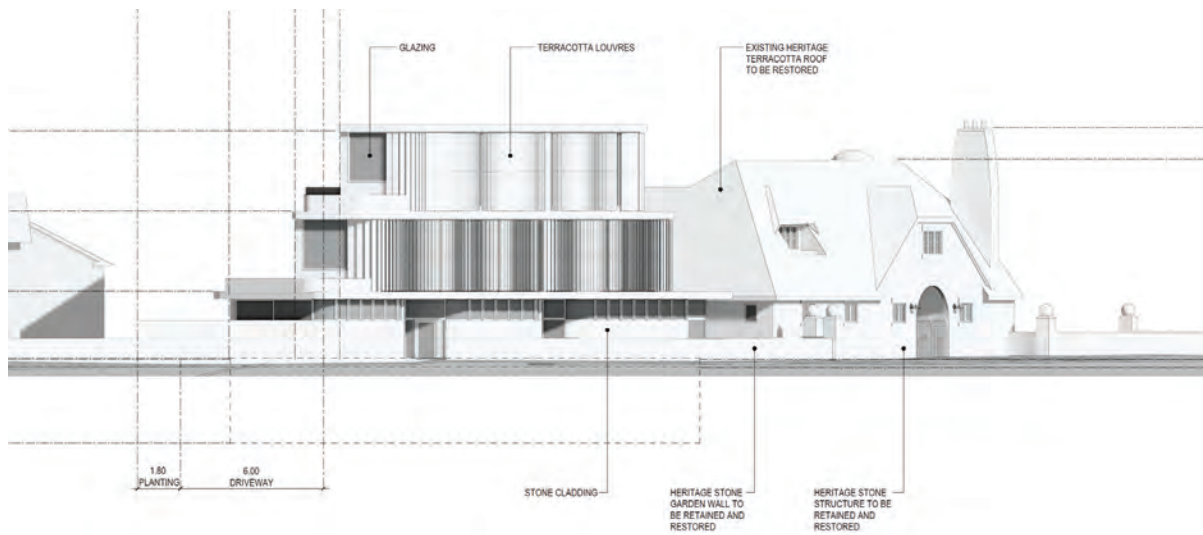 GLAZING
TERRACOTTA LOUVRES
EXISTING HERITAGE
TERRACOTTA ROOF
TO BE RESTORED
1.80
PLANTING
6.00
DRIVEWAY
STONE CLADDING
HERITAGE STONE
GARDEN WALL TO
BE RETAINED AND
RESTORED
HERITAGE STONE
STRUCTURE TO BE
RETAINED AND
RESTORED